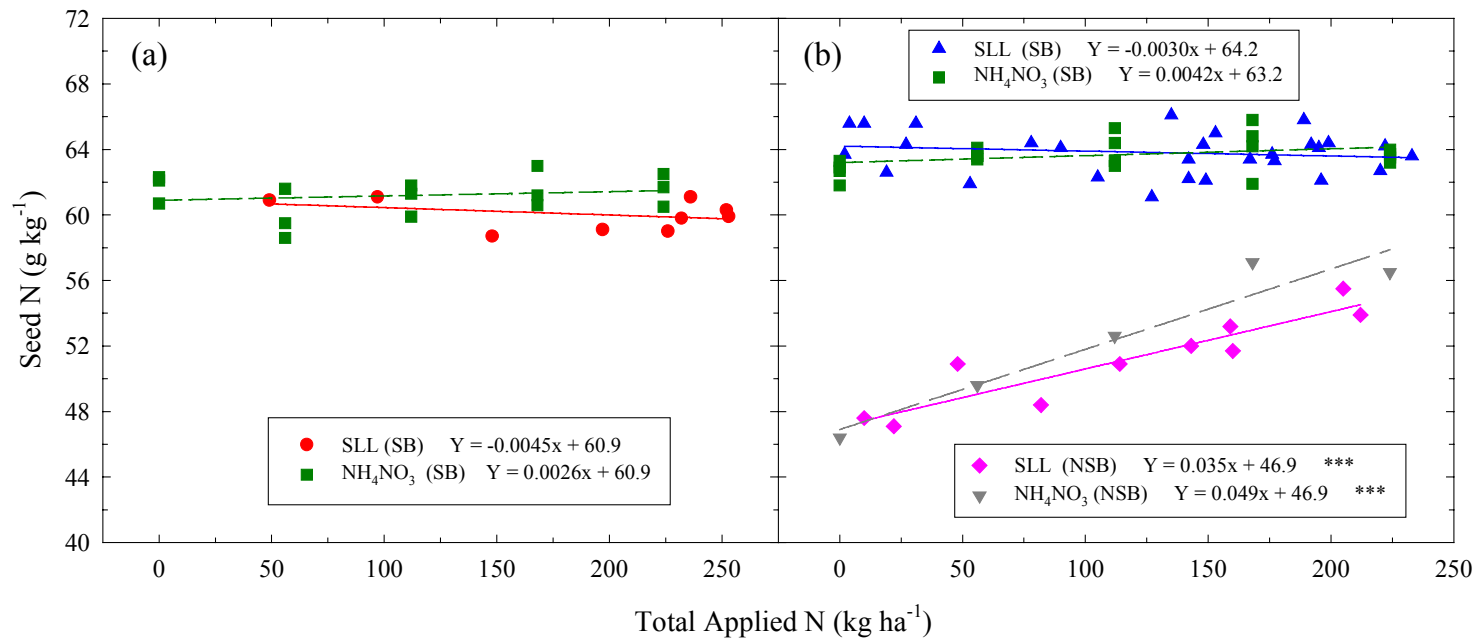 (a)
(b)
SLL (SB) Y = -0.0030x + 64.2
NH₄NO₃ (SB) Y = 0.0042x + 63.2
72
68
64
60
56
52
48
44
40
Seed N (g kg⁻¹)
SLL (SB) Y = -0.0045x + 60.9
NH₄NO₃ (SB) Y = 0.0026x + 60.9
SLL (NSB) Y = 0.035x + 46.9 ***
NH₄NO₃ (NSB) Y = 0.049x + 46.9 ***
0 50 100 150 200 250
0 50 100 150 200 250
Total Applied N (kg ha⁻¹)